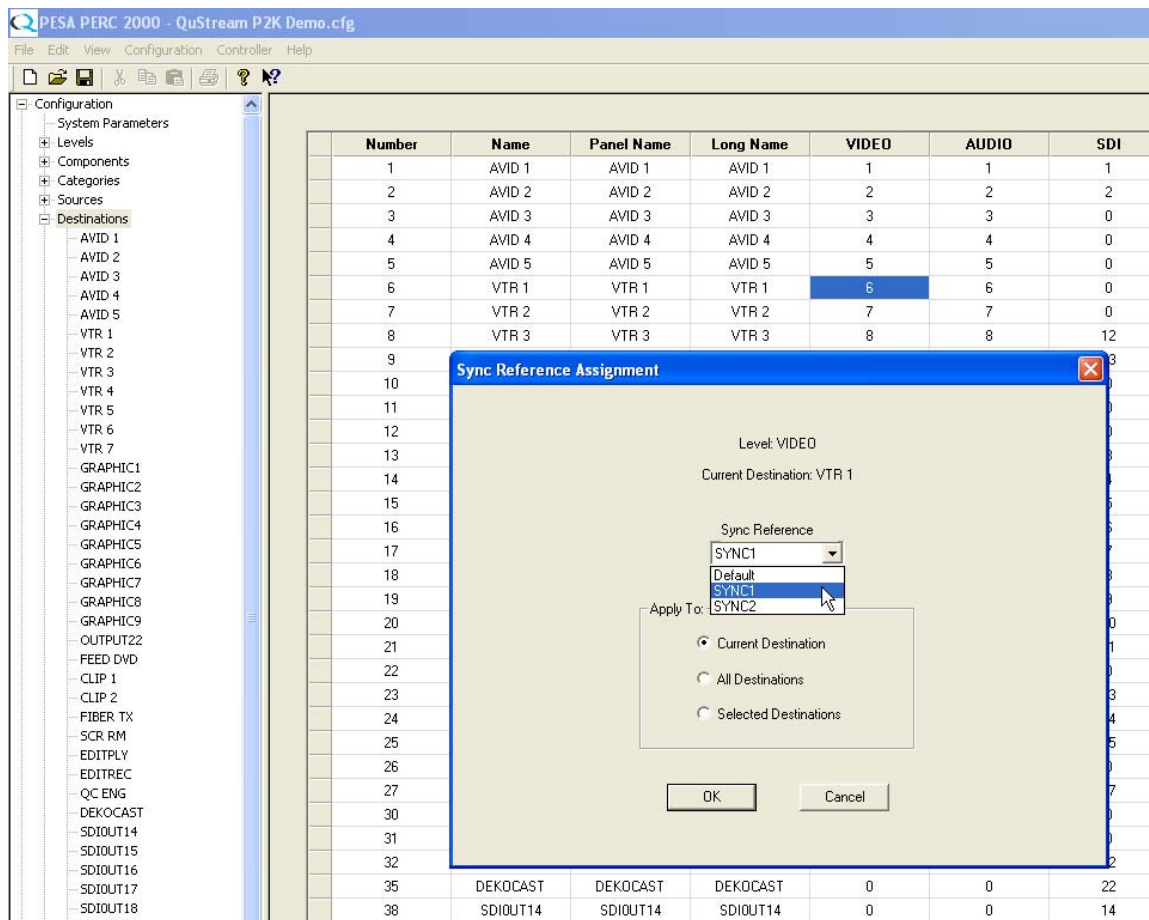 PESA PERC 2000 - QuStream P2K Demo.cfg
File Edit View Configuration Controller Help
Configuration
System Parameters
Levels
Components
Categories
Sources
Destinations
AVID 1
AVID 2
AVID 3
AVID 4
AVID 5
VTR 1
VTR 2
VTR 3
VTR 4
VTR 5
VTR 6
VTR 7
GRAPHIC1
GRAPHIC2
GRAPHIC3
GRAPHIC4
GRAPHIC5
GRAPHIC6
GRAPHIC7
GRAPHIC8
GRAPHIC9
OUTPUT22
FEED DVD
CLIP 1
CLIP 2
FIBER TX
SCR RM
EDITPLY
EDITREC
QC ENG
DEKOCAST
SDIOUT14
SDIOUT15
SDIOUT16
SDIOUT17
SDIOUT18
Number Name Panel Name Long Name VIDEO AUDIO SDI
1 AVID 1 AVID 1 AVID 1 1 1 1
2 AVID 2 AVID 2 AVID 2 2 2 2
3 AVID 3 AVID 3 AVID 3 3 3 0
4 AVID 4 AVID 4 AVID 4 4 4 0
5 AVID 5 AVID 5 AVID 5 5 5 0
6 VTR 1 VTR 1 VTR 1 6 6 0
7 VTR 2 VTR 2 VTR 2 7 7 0
8 VTR 3 VTR 3 VTR 3 8 8 12
9
10
11
12
13
14
15
16
17
18
19
20
21
22
23
24
25
26
27
30
31
32
35 DEKOCAST DEKOCAST DEKOCAST 0 0 22
38 SDIOUT14 SDIOUT14 SDIOUT14 0 0 14
Sync Reference Assignment
Level: VIDEO
Current Destination: VTR 1
Sync Reference
SYNC1
Default
SYNC1
SYNC2
Apply To:
Current Destination
All Destinations
Selected Destinations
OK Cancel